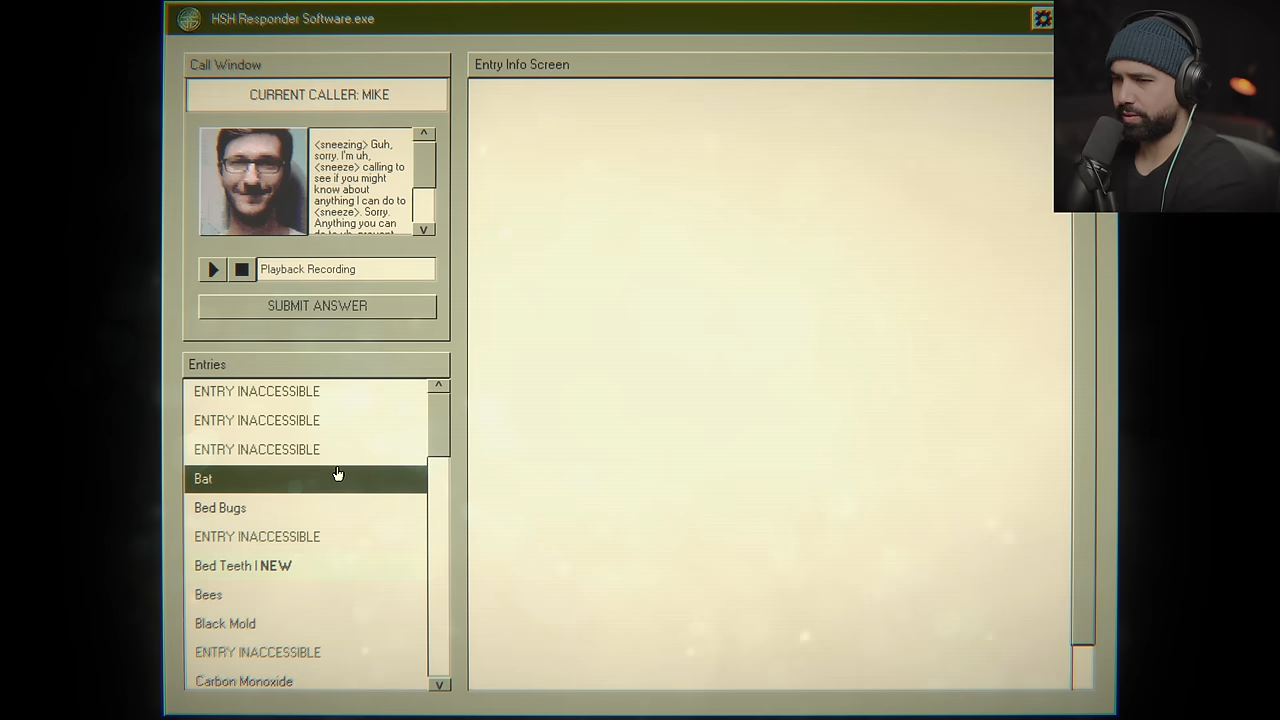 HSH Responder Software.exe
Call Window
CURRENT CALLER: MIKE
<sneezing> Guh,
sorry. I'm uh,
<sneeze> calling to
see if you might
know about
anything I can do to
<sneeze>. Sorry.
Anything you can
Playback Recording
SUBMIT ANSWER
Entries
ENTRY INACCESSIBLE
ENTRY INACCESSIBLE
ENTRY INACCESSIBLE
Bat
Bed Bugs
ENTRY INACCESSIBLE
Bed Teeth | NEW
Bees
Black Mold
ENTRY INACCESSIBLE
Carbon Monoxide
Entry Info Screen